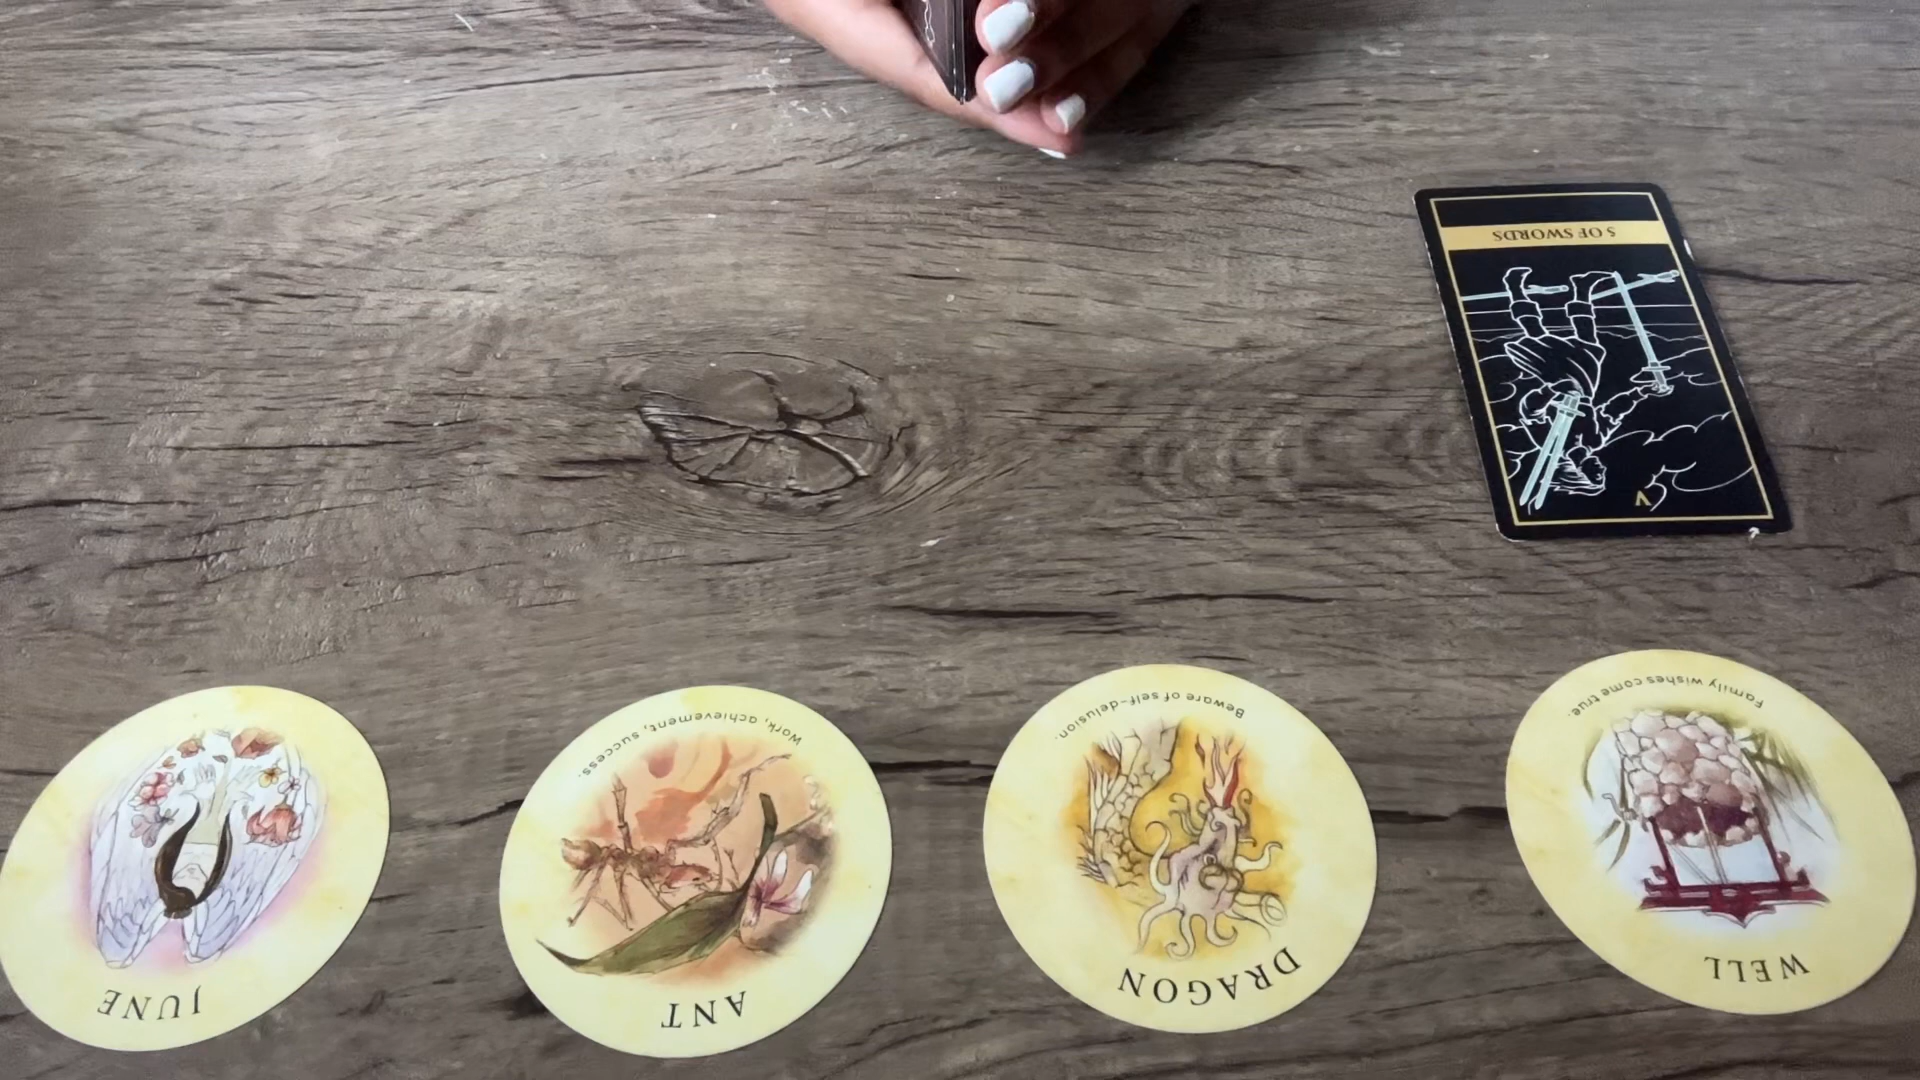 5 OF SWORDS
V
Family wishes come true.
WELL
Beware of self-delusion.
DRAGON
Work, achievement, success.
ANT
JUNE